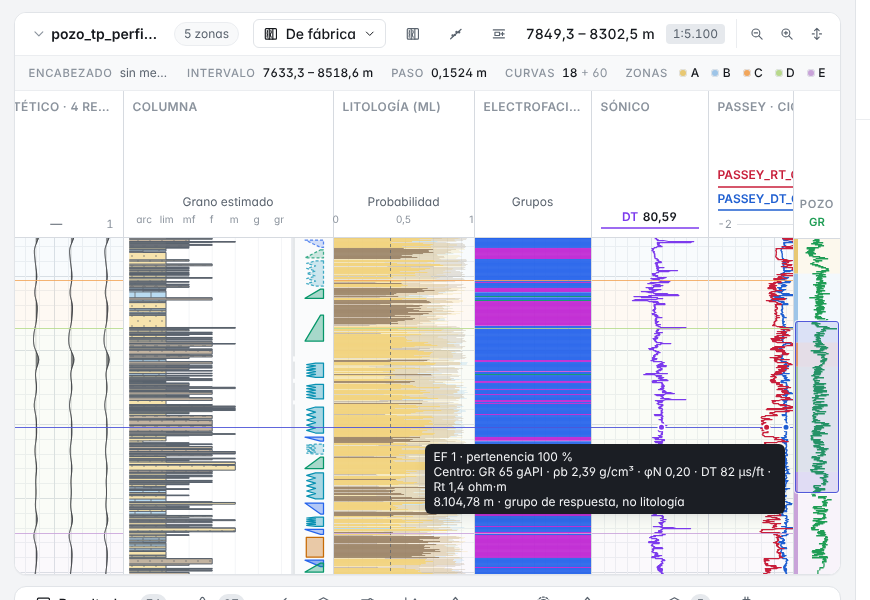 pozo_tp_perfi...
5 zonas
De fábrica
7849,3 – 8302,5 m
1:5.100
ENCABEZADO sin me...
INTERVALO 7633,3 – 8518,6 m
PASO 0,1524 m
CURVAS 18 + 60
ZONAS A B C D E
TÉTICO · 4 RE...
COLUMNA
LITOLOGÍA (ML)
ELECTROFACI...
SÓNICO
PASSEY · CIC
PASSEY_RT_C
PASSEY_DT_C
Grano estimado
Probabilidad
Grupos
POZO
— 1
arc lim mf f m g gr
0 0,5 1
DT 80,59
-2
GR
EF 1 · pertenencia 100 %
Centro: GR 65 gAPI · ρb 2,39 g/cm³ · φN 0,20 · DT 82 µs/ft ·
Rt 1,4 ohm·m
8.104,78 m · grupo de respuesta, no litología